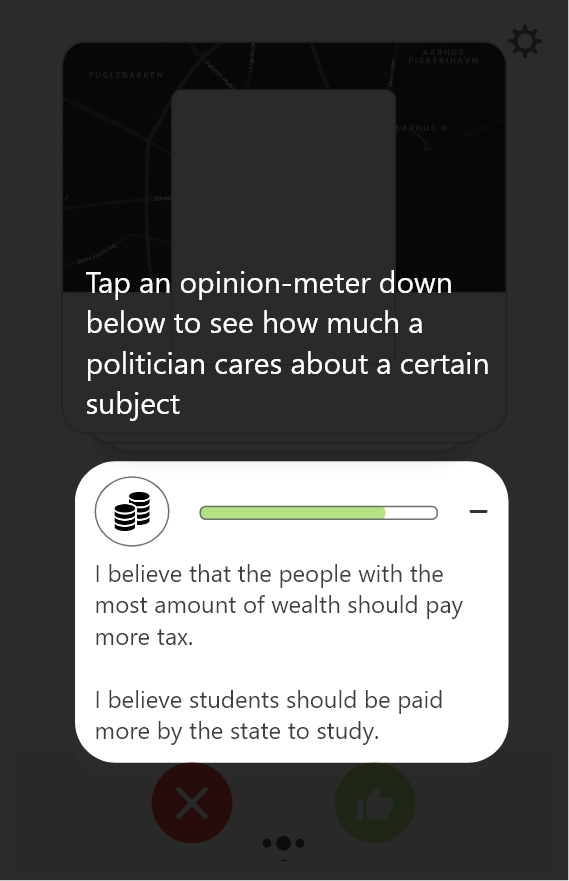 AARHUS
FISKERIHAVN
FUGLEBAKKEN
AARHUS Ø
Tap an opinion-meter down
below to see how much a
politician cares about a certain
subject
I believe that the people with the
most amount of wealth should pay
more tax.
I believe students should be paid
more by the state to study.